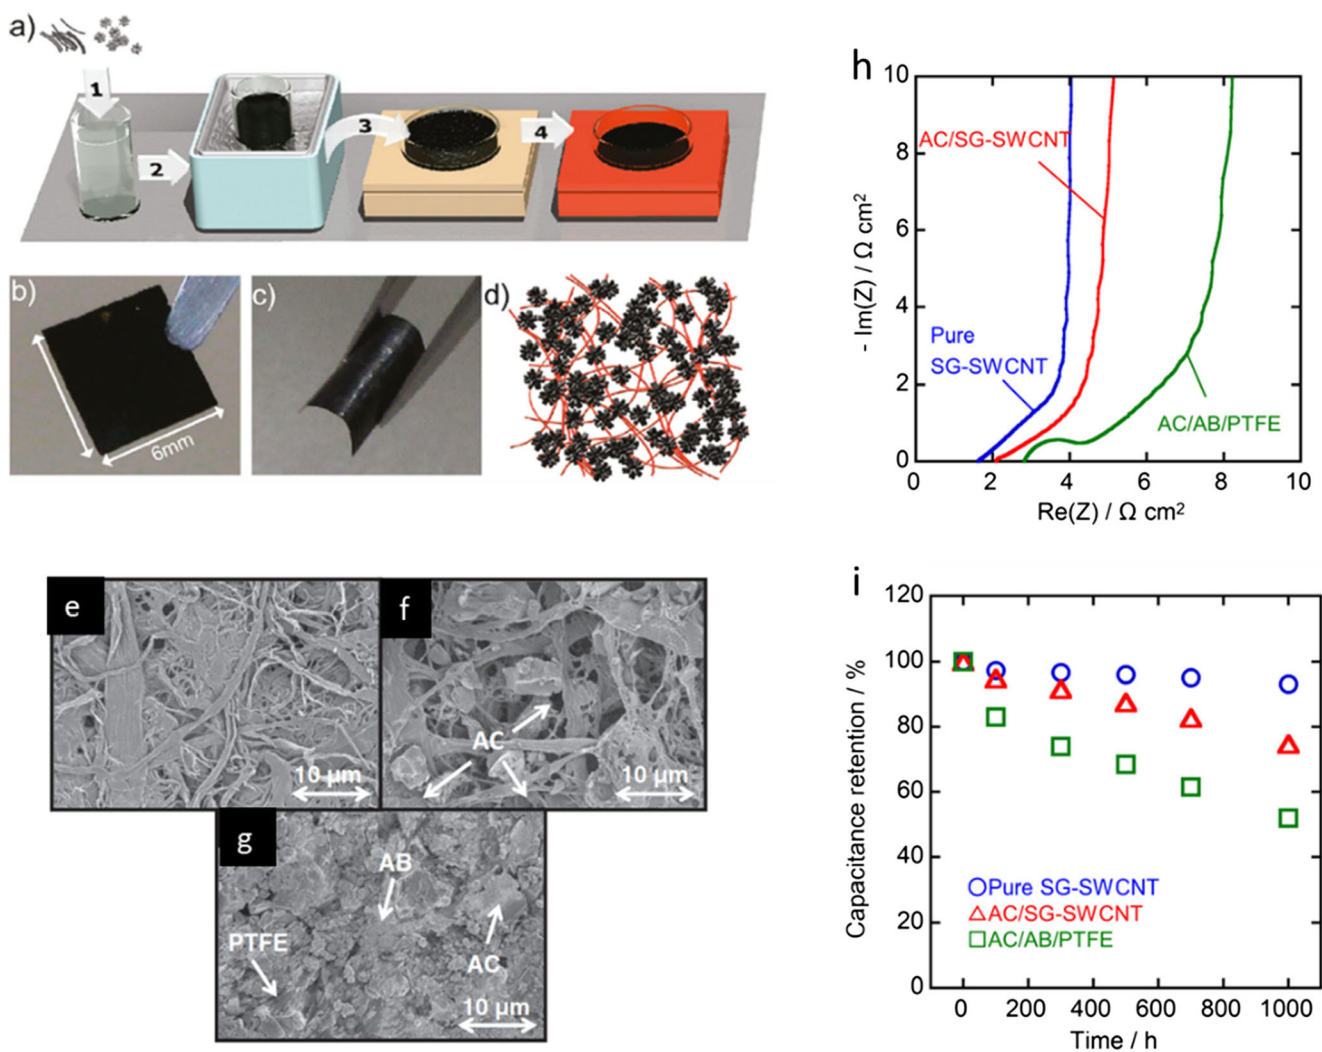 a)
1
2
3
4
b)
6mm
c)
d)
e
10 µm
f
AC
10 µm
g
AB
PTFE
AC
10 µm
h
10
8
6
4
2
0
- Im(Z) / Ω cm2
AC/SG-SWCNT
Pure
SG-SWCNT
AC/AB/PTFE
0 2 4 6 8 10
Re(Z) / Ω cm2
i
120
100
80
60
40
20
0
Capacitance retention / %
Pure SG-SWCNT
AC/SG-SWCNT
AC/AB/PTFE
0 200 400 600 800 1000
Time / h